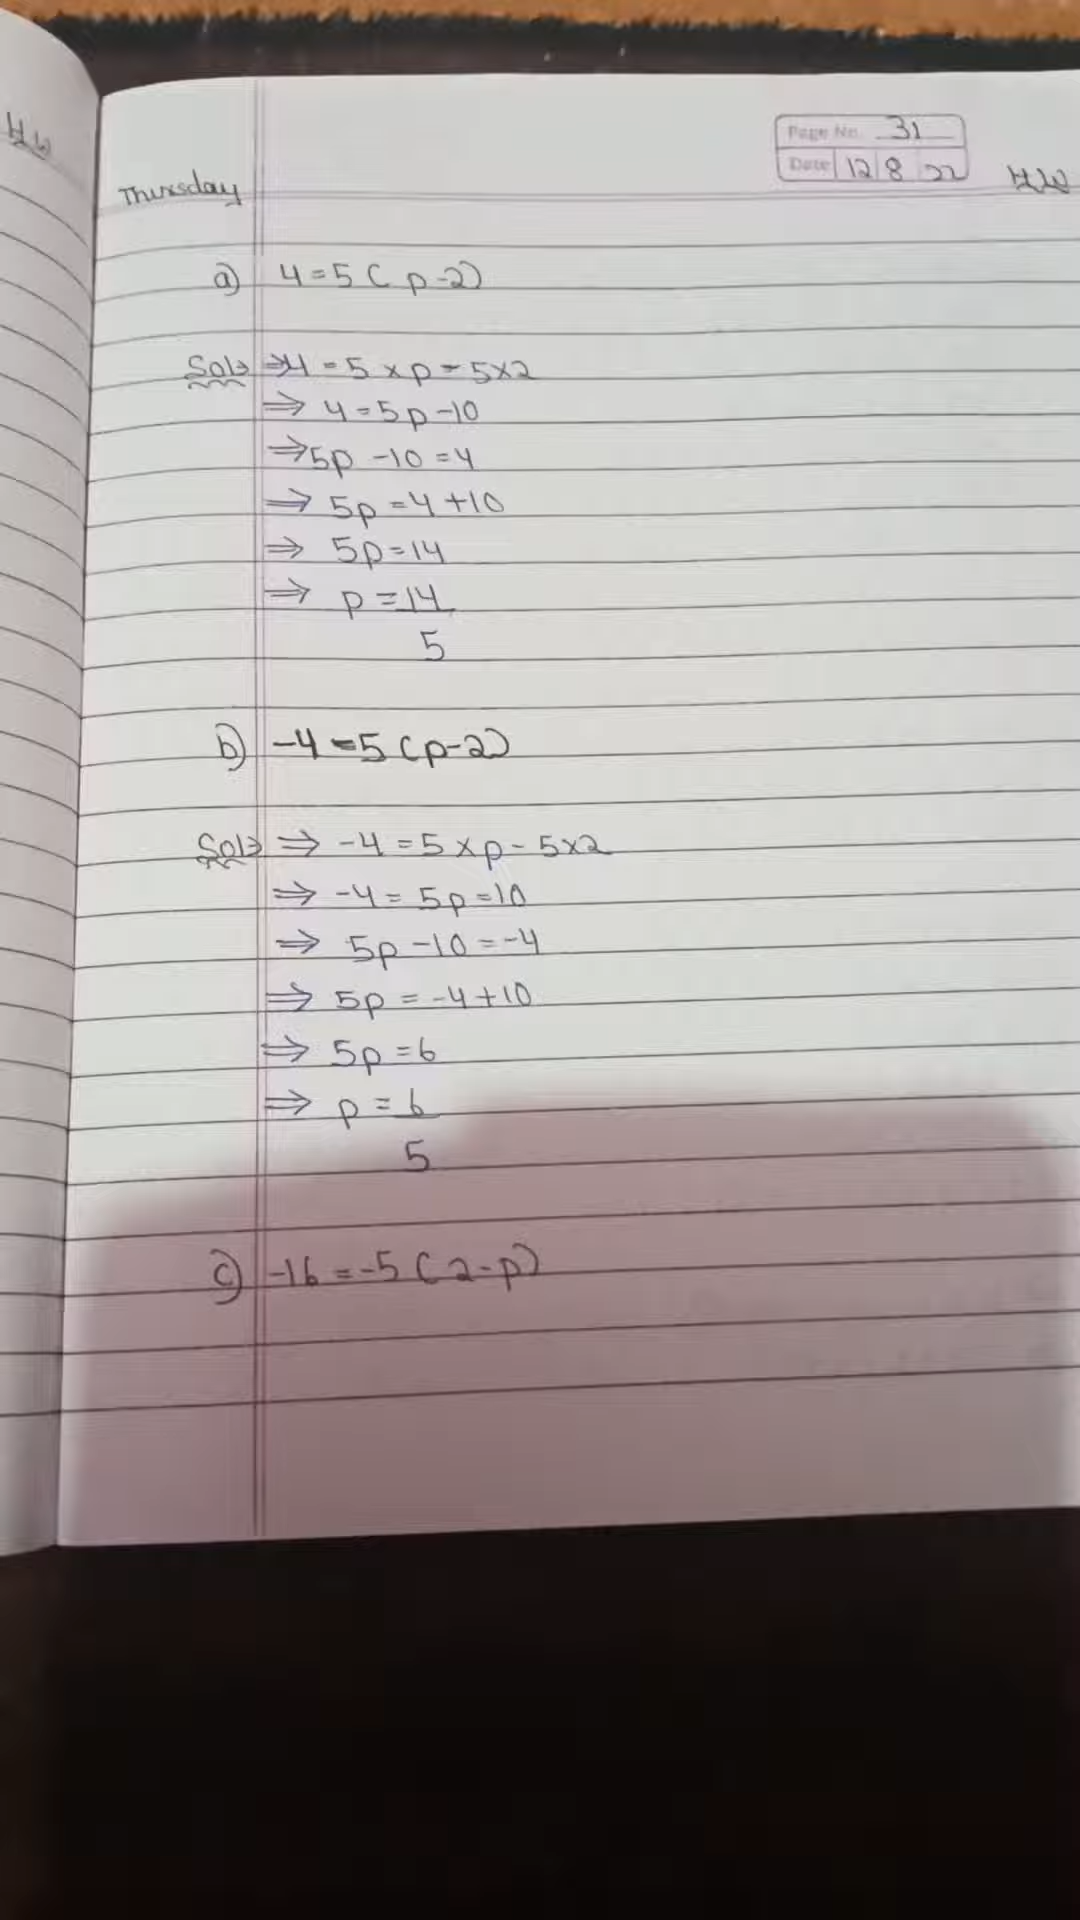 HW
Page No. 31
Date 12 8 22
HW
Thursday
a) 4=5(p-2)
Sol⇒ ⇒4=5×p=5×2
⇒ 4=5p-10
⇒5p-10=4
⇒ 5p=4+10
⇒ 5p=14
⇒ p=14
5
b) -4=5(p-2)
Sol⇒ ⇒ -4=5×p-5×2
⇒ -4=5p=10
⇒ 5p-10=-4
⇒ 5p=-4+10
⇒ 5p=6
⇒ p=6
5
c) -16=-5(2-p)